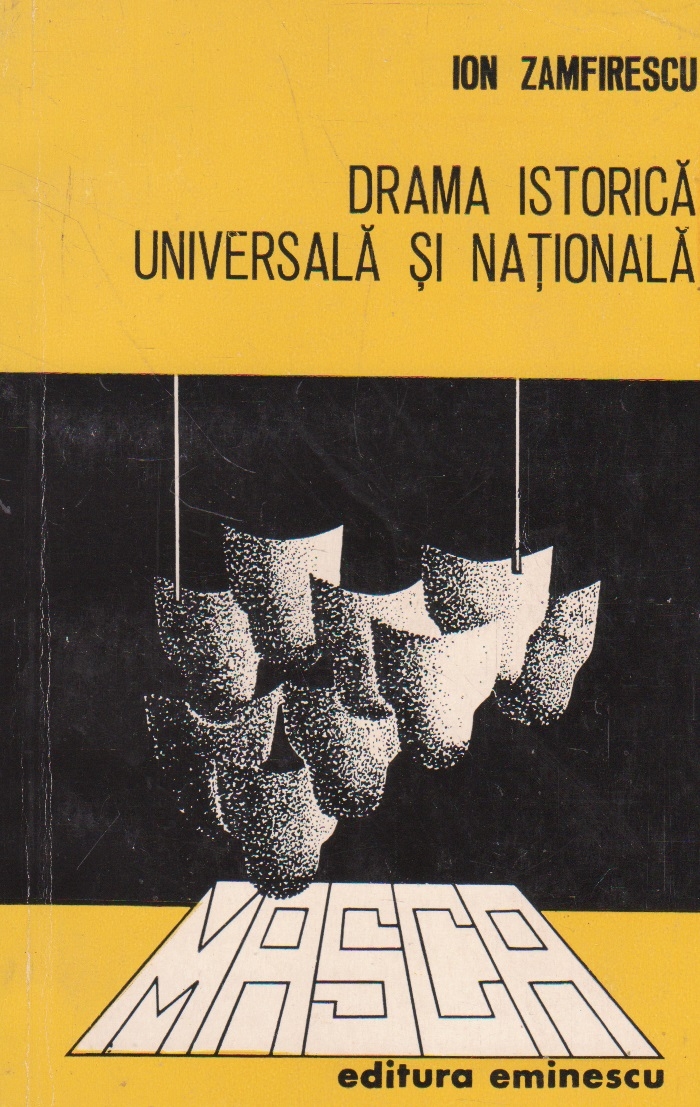 ION ZAMFIRESCU
DRAMA ISTORICĂ
UNIVERSALĂ ȘI NAȚIONALĂ
MASCA
editura eminescu